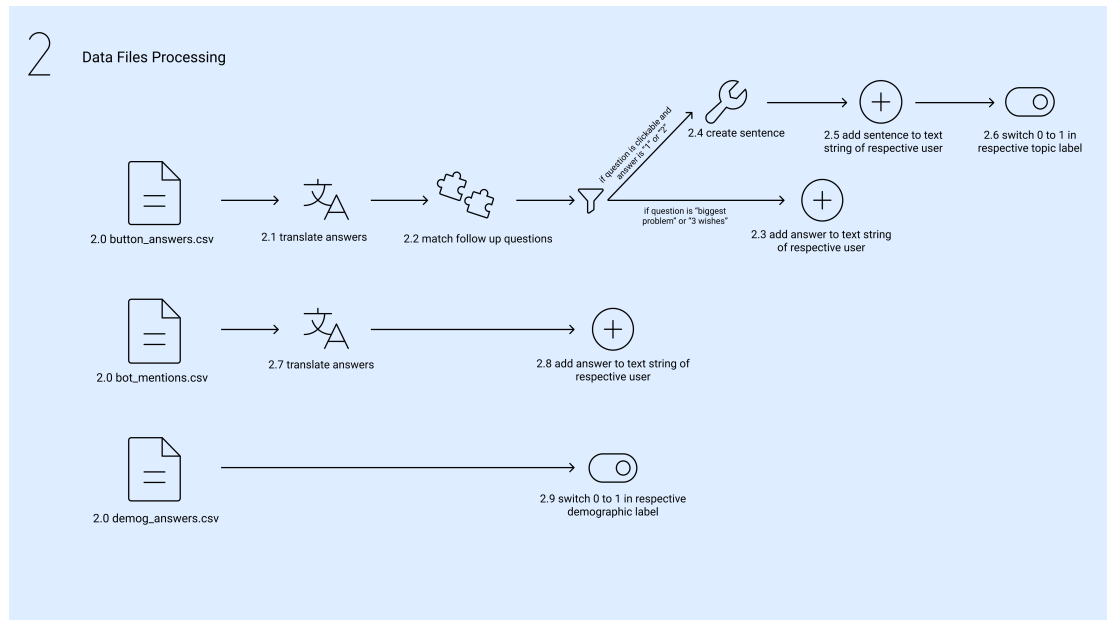 2
Data Files Processing
if question is clickable and
answer is "1" or "2"
2.4 create sentence
2.5 add sentence to text
string of respective user
2.6 switch 0 to 1 in
respective topic label
2.0 button_answers.csv
文A
2.1 translate answers
2.2 match follow up questions
if question is "biggest
problem" or "3 wishes"
2.3 add answer to text string
of respective user
2.0 bot_mentions.csv
文A
2.7 translate answers
2.8 add answer to text string of
respective user
2.0 demog_answers.csv
2.9 switch 0 to 1 in respective
demographic label